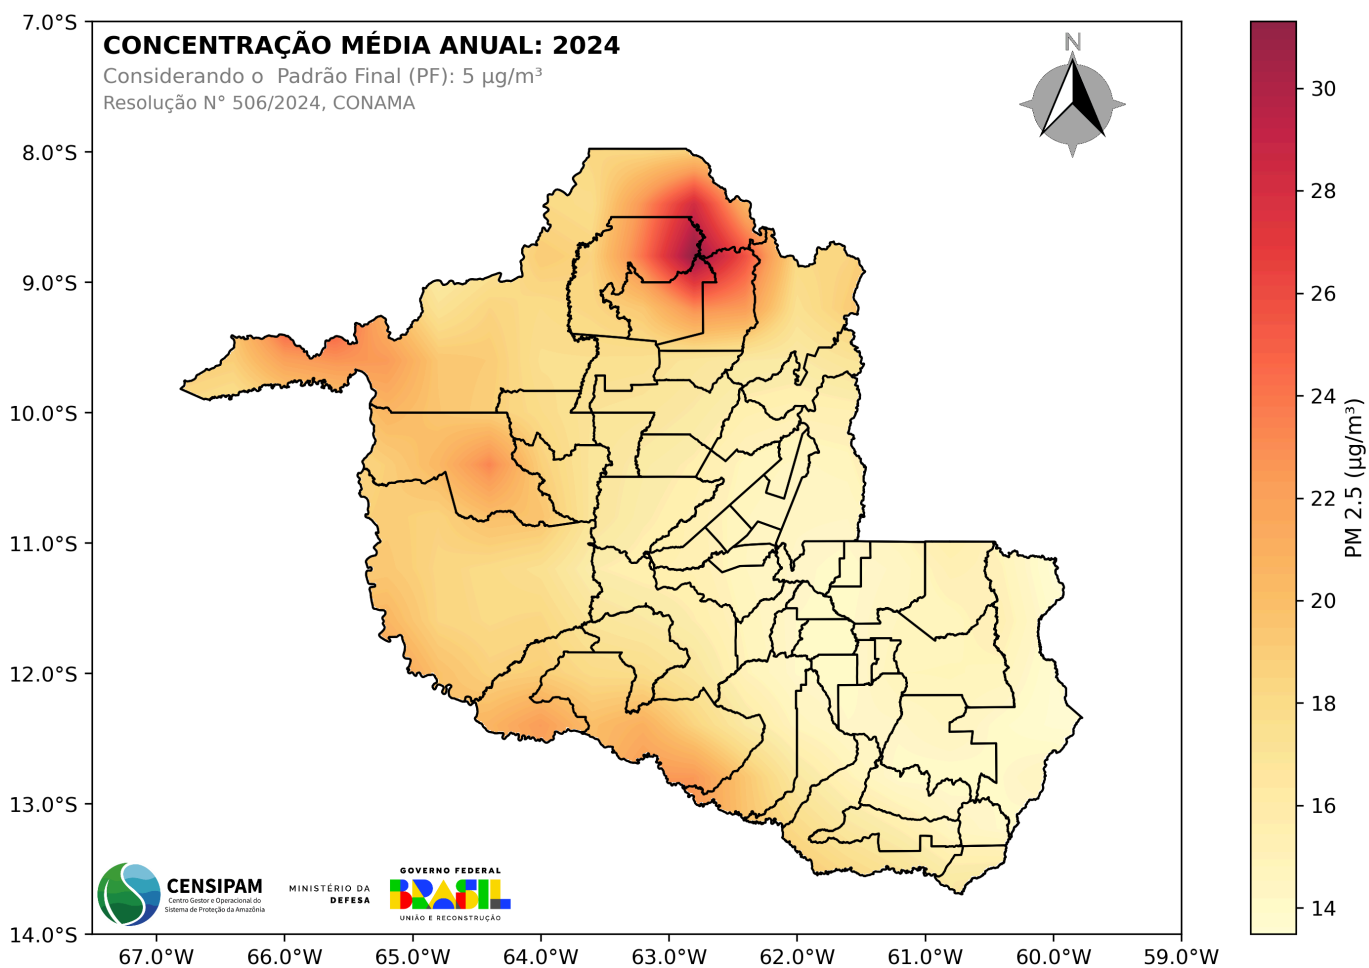 CONCENTRAÇÃO MÉDIA ANUAL: 2024
Considerando o  Padrão Final (PF): 5 µg/m³
Resolução N° 506/2024, CONAMA
N
7.0°S
8.0°S
9.0°S
10.0°S
11.0°S
12.0°S
13.0°S
14.0°S
67.0°W
66.0°W
65.0°W
64.0°W
63.0°W
62.0°W
61.0°W
60.0°W
59.0°W
30
28
26
24
22
20
18
16
14
PM 2.5 (µg/m³)
CENSIPAM
Centro Gestor e Operacional do
Sistema de Proteção da Amazônia
MINISTÉRIO DA
DEFESA
GOVERNO FEDERAL
BRASIL
UNIÃO E RECONSTRUÇÃO